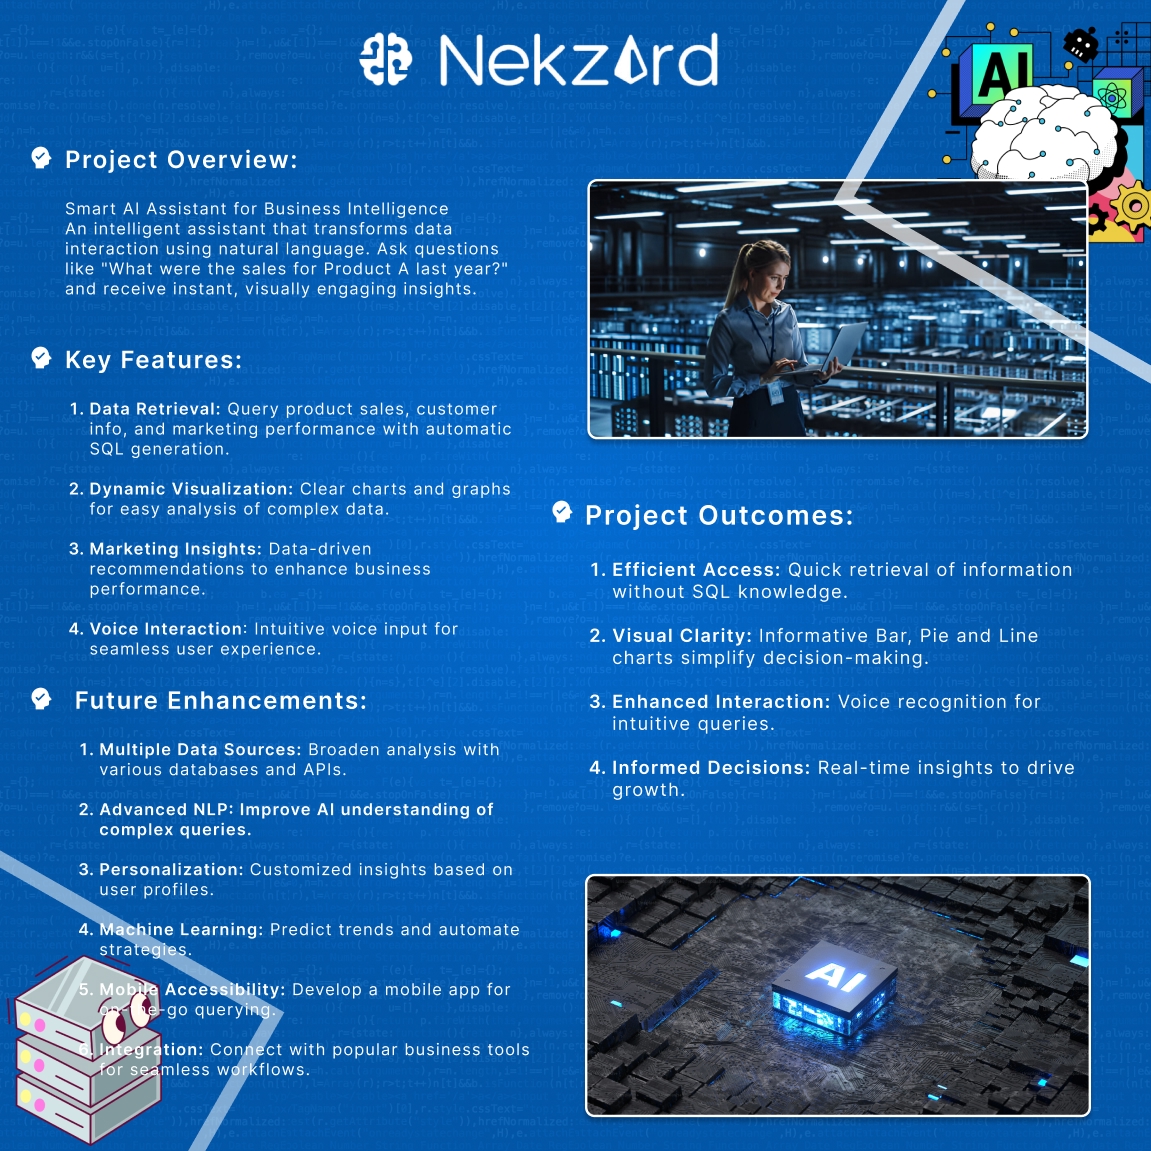 Nekzard
AI
Project Overview:
Smart AI Assistant for Business Intelligence
An intelligent assistant that transforms data
interaction using natural language. Ask questions
like "What were the sales for Product A last year?"
and receive instant, visually engaging insights.
Key Features:
1. Data Retrieval: Query product sales, customer
info, and marketing performance with automatic
SQL generation.
2. Dynamic Visualization: Clear charts and graphs
for easy analysis of complex data.
3. Marketing Insights: Data-driven
recommendations to enhance business
performance.
4. Voice Interaction: Intuitive voice input for
seamless user experience.
Future Enhancements:
1. Multiple Data Sources: Broaden analysis with
various databases and APIs.
2. Advanced NLP: Improve AI understanding of
complex queries.
3. Personalization: Customized insights based on
user profiles.
4. Machine Learning: Predict trends and automate
strategies.
5. Mobile Accessibility: Develop a mobile app for
on-the-go querying.
6. Integration: Connect with popular business tools
for seamless workflows.
Project Outcomes:
1. Efficient Access: Quick retrieval of information
without SQL knowledge.
2. Visual Clarity: Informative Bar, Pie and Line
charts simplify decision-making.
3. Enhanced Interaction: Voice recognition for
intuitive queries.
4. Informed Decisions: Real-time insights to drive
growth.
AI